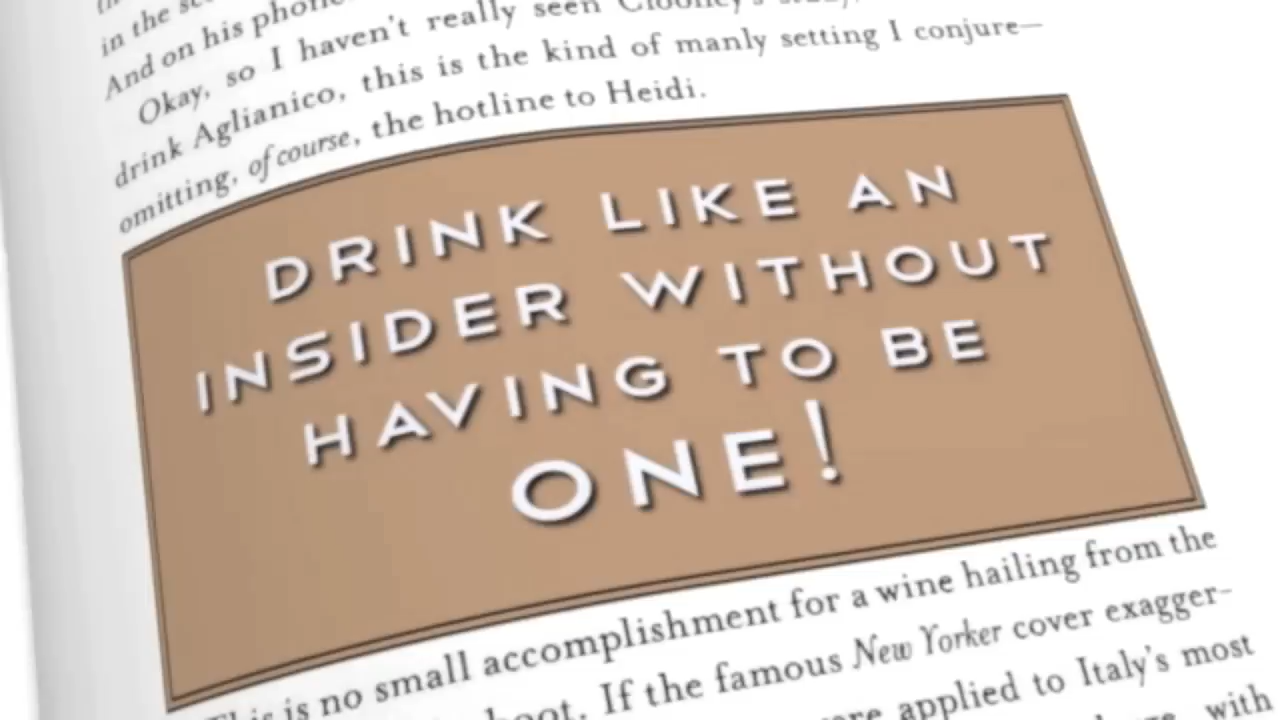 in the
And on his phone
Okay, so I haven't really seen Clooney's study,
drink Aglianico, this is the kind of manly setting I conjure—
omitting, of course, the hotline to Heidi.
DRINK LIKE AN
INSIDER WITHOUT
HAVING TO BE
ONE!
This is no small accomplishment for a wine hailing from the
boot. If the famous New Yorker cover exagger-
were applied to Italy's most
with